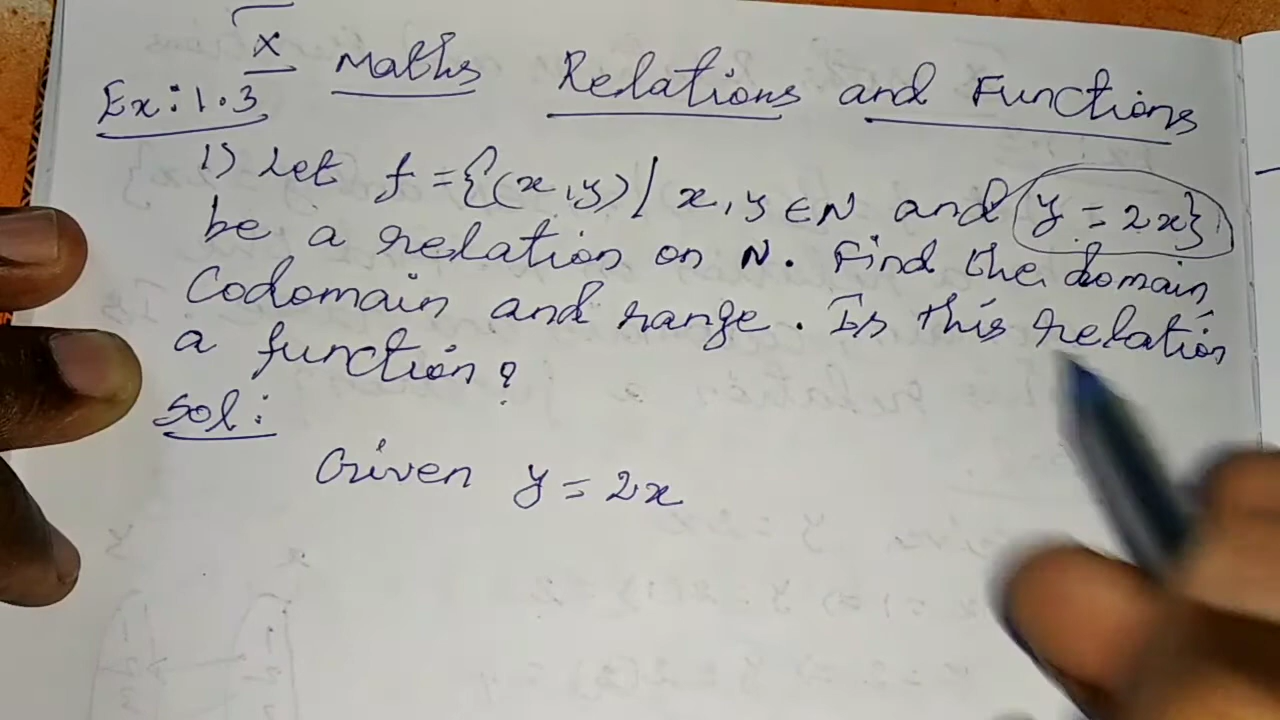 X Maths Relations and Functions
Ex: 1.3
1) Let f = {(x,y) / x,y ∈ N and y = 2x}
be a relation on N. Find the domain
Codomain and range. Is this relation
a function?
Sol:
Given y = 2x